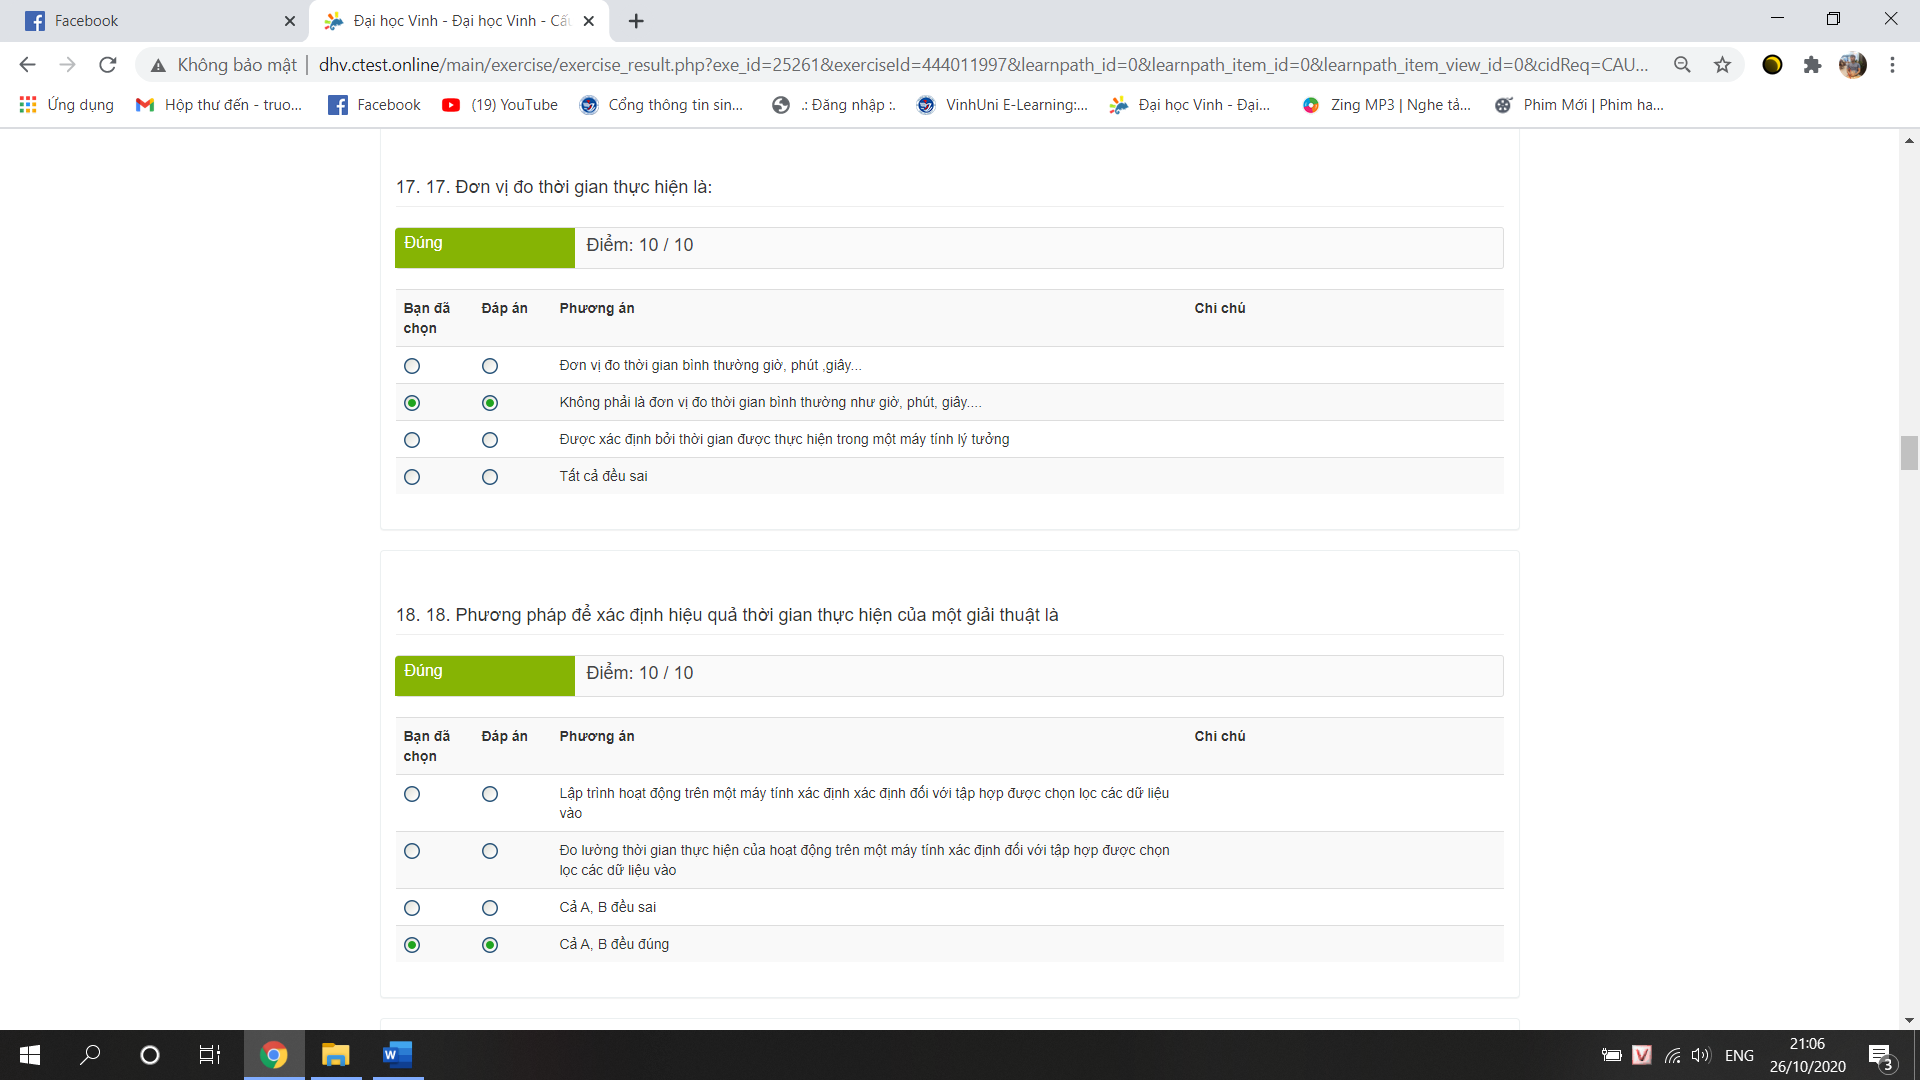 Facebook
Đại học Vinh - Đại học Vinh - Cấu
Không bảo mật
dhv.ctest.online/main/exercise/exercise_result.php?exe_id=25261&exerciseId=444011997&learnpath_id=0&learnpath_item_id=0&learnpath_item_view_id=0&cidReq=CAU...
Ứng dụng
Hộp thư đến - truo...
Facebook
(19) YouTube
Cổng thông tin sin...
.: Đăng nhập :.
VinhUni E-Learning:...
Đại học Vinh - Đại...
Zing MP3 | Nghe tả...
Phim Mới | Phim ha...
17. 17. Đơn vị đo thời gian thực hiện là:
Đúng
Điểm: 10 / 10
Bạn đã chọn
Đáp án
Phương án
Chi chú
Đơn vị đo thời gian bình thường giờ, phút ,giây...
Không phải là đơn vị đo thời gian bình thường như giờ, phút, giây....
Được xác định bởi thời gian được thực hiện trong một máy tính lý tưởng
Tất cả đều sai
18. 18. Phương pháp để xác định hiệu quả thời gian thực hiện của một giải thuật là
Đúng
Điểm: 10 / 10
Bạn đã chọn
Đáp án
Phương án
Chi chú
Lập trình hoạt động trên một máy tính xác định xác định đối với tập hợp được chọn lọc các dữ liệu
vào
Đo lường thời gian thực hiện của hoạt động trên một máy tính xác định đối với tập hợp được chọn
lọc các dữ liệu vào
Cả A, B đều sai
Cả A, B đều đúng
ENG
21:06
26/10/2020
3